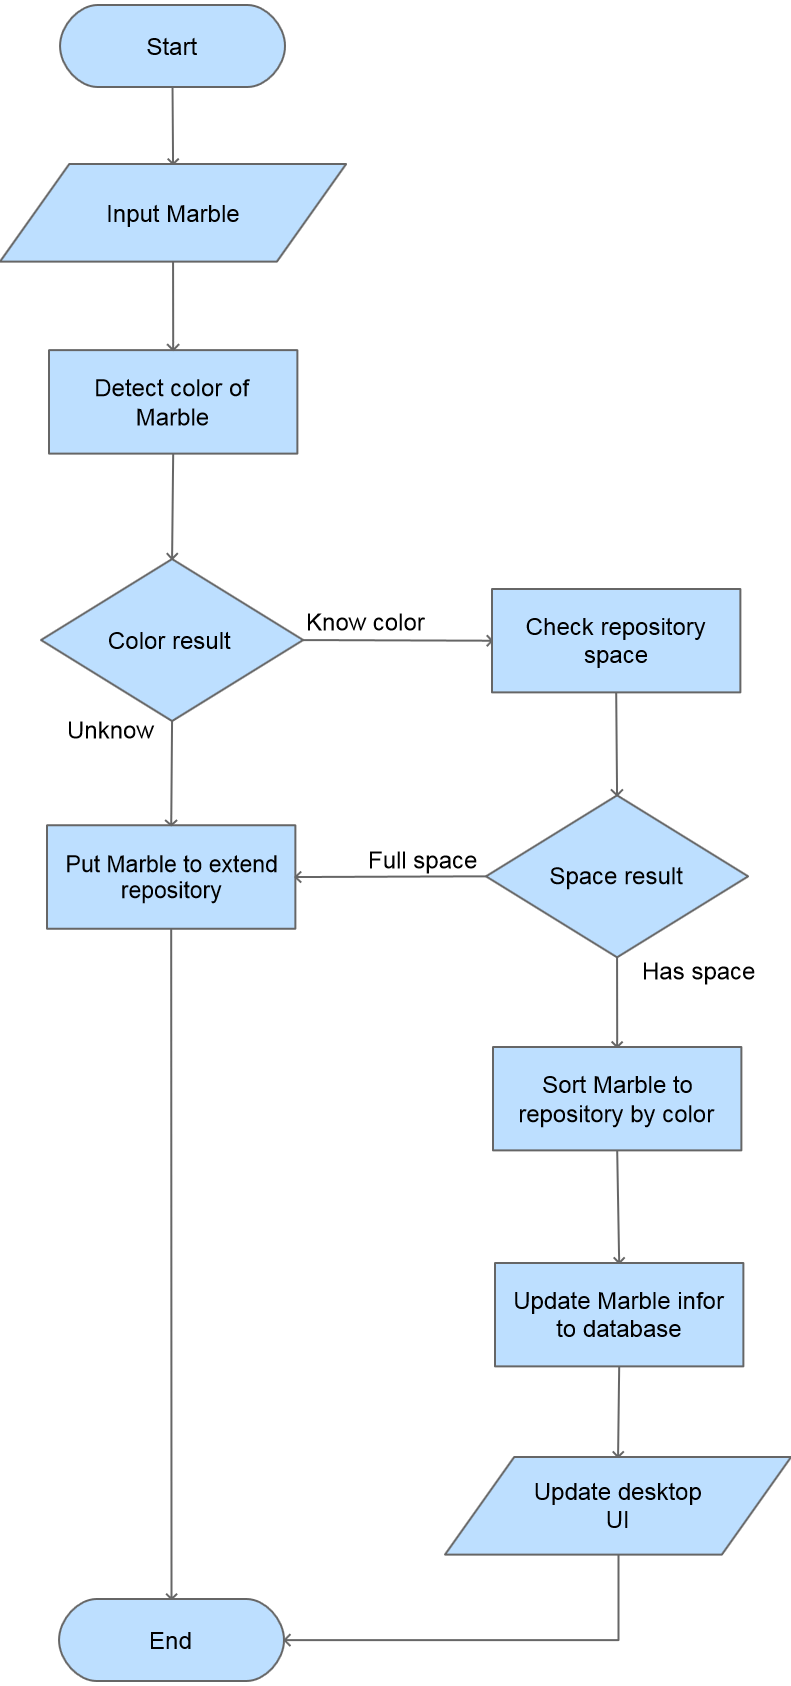 Start
Input Marble
Detect color of
Marble
Color result
Know color
Check repository
space
Unknow
Put Marble to extend
repository
Full space
Space result
Has space
Sort Marble to
repository by color
Update Marble infor
to database
Update desktop
UI
End